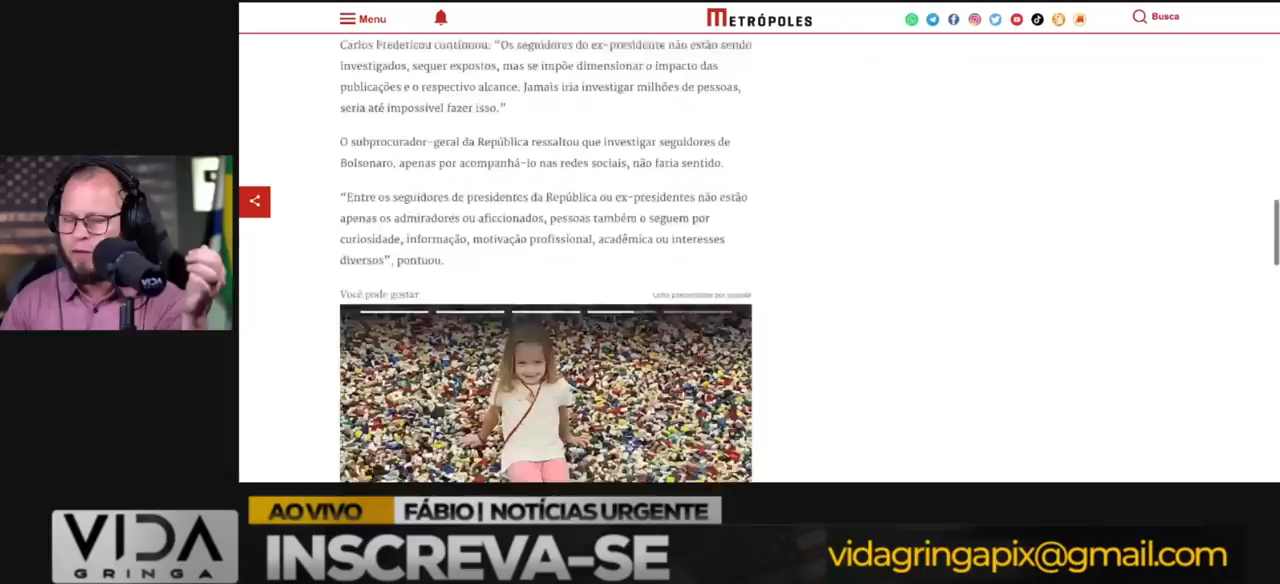 Menu
METRÓPOLES
Busca
Carlos Frederico continuou: “Os seguidores do ex-presidente não estão sendo
investigados, sequer expostos, mas se impõe dimensionar o impacto das
publicações e o respectivo alcance. Jamais iria investigar milhões de pessoas,
seria até impossível fazer isso.”
O subprocurador-geral da República ressaltou que investigar seguidores de
Bolsonaro, apenas por acompanhá-lo nas redes sociais, não faria sentido.
“Entre os seguidores de presidentes da República ou ex-presidentes não estão
apenas os admiradores ou aficcionados, pessoas também o seguem por
curiosidade, informação, motivação profissional, acadêmica ou interesses
diversos”, pontuou.
Você pode gostar
VIDA
AO VIVO
FÁBIO | NOTÍCIAS URGENTE
VIDA
GRINGA
INSCREVA-SE
vidagringapix@gmail.com